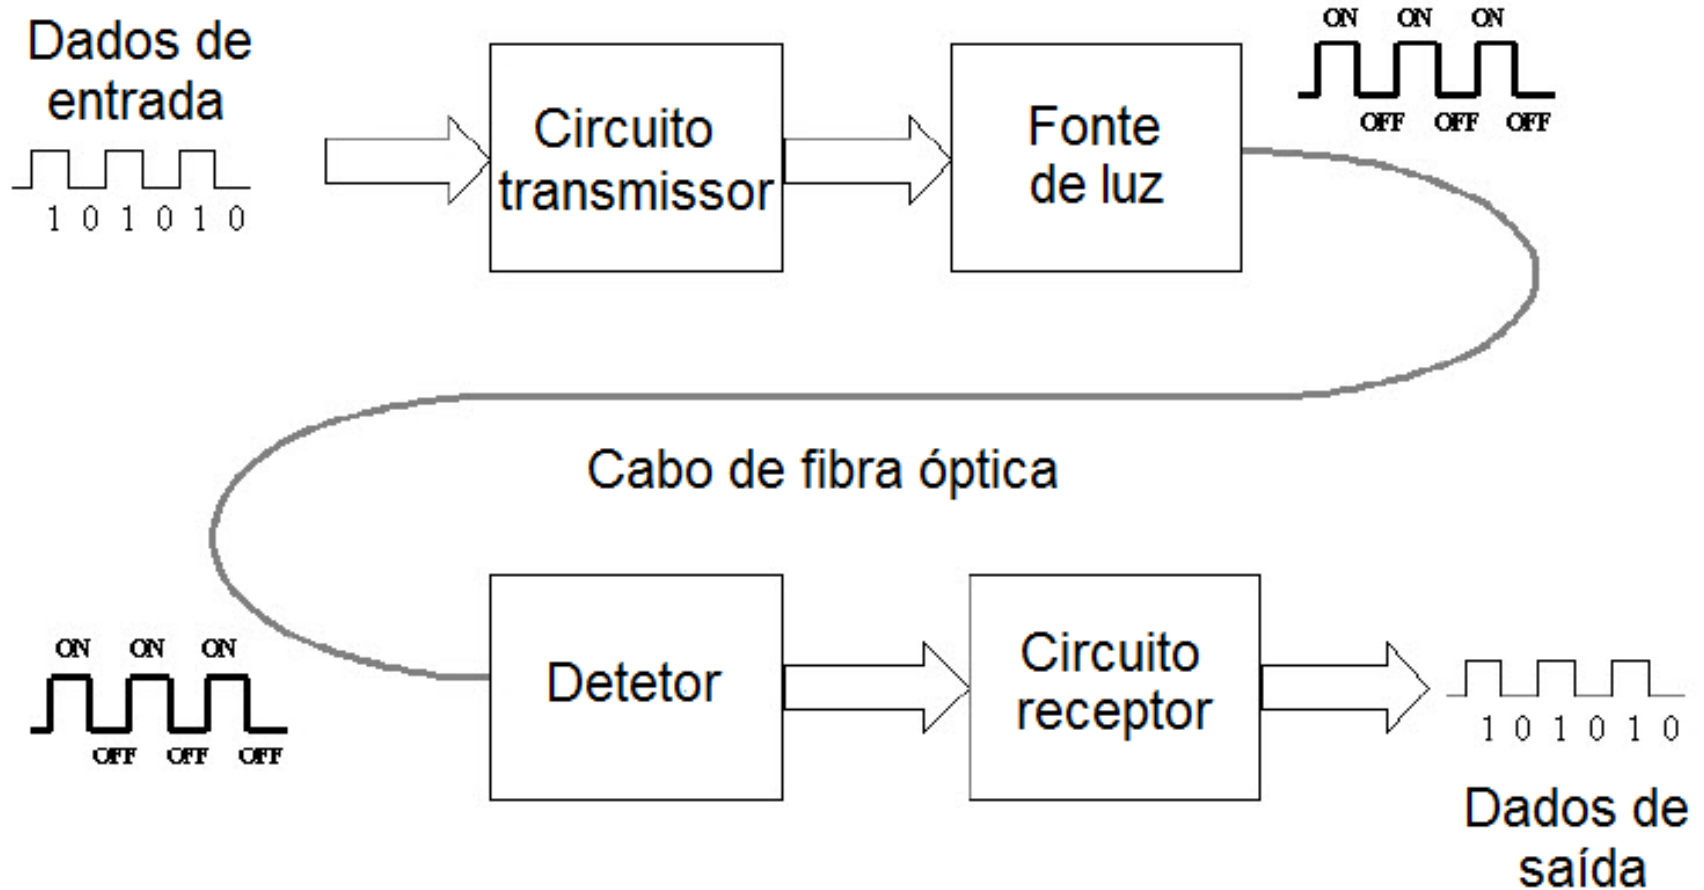 Dados de
entrada
1 0 1 0 1 0
Circuito
transmissor
Fonte
de luz
ON ON ON
OFF OFF OFF
Cabo de fibra óptica
ON ON ON
OFF OFF OFF
Detetor
Circuito
receptor
1 0 1 0 1 0
Dados de
saída